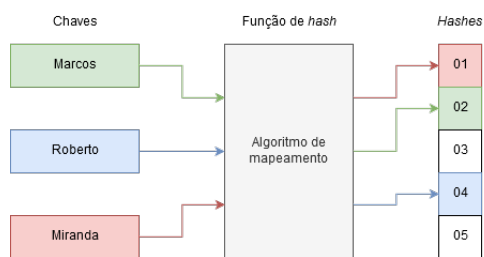 Chaves
Função de hash
Hashes
Marcos
Roberto
Miranda
Algoritmo de
mapeamento
01
02
03
04
05